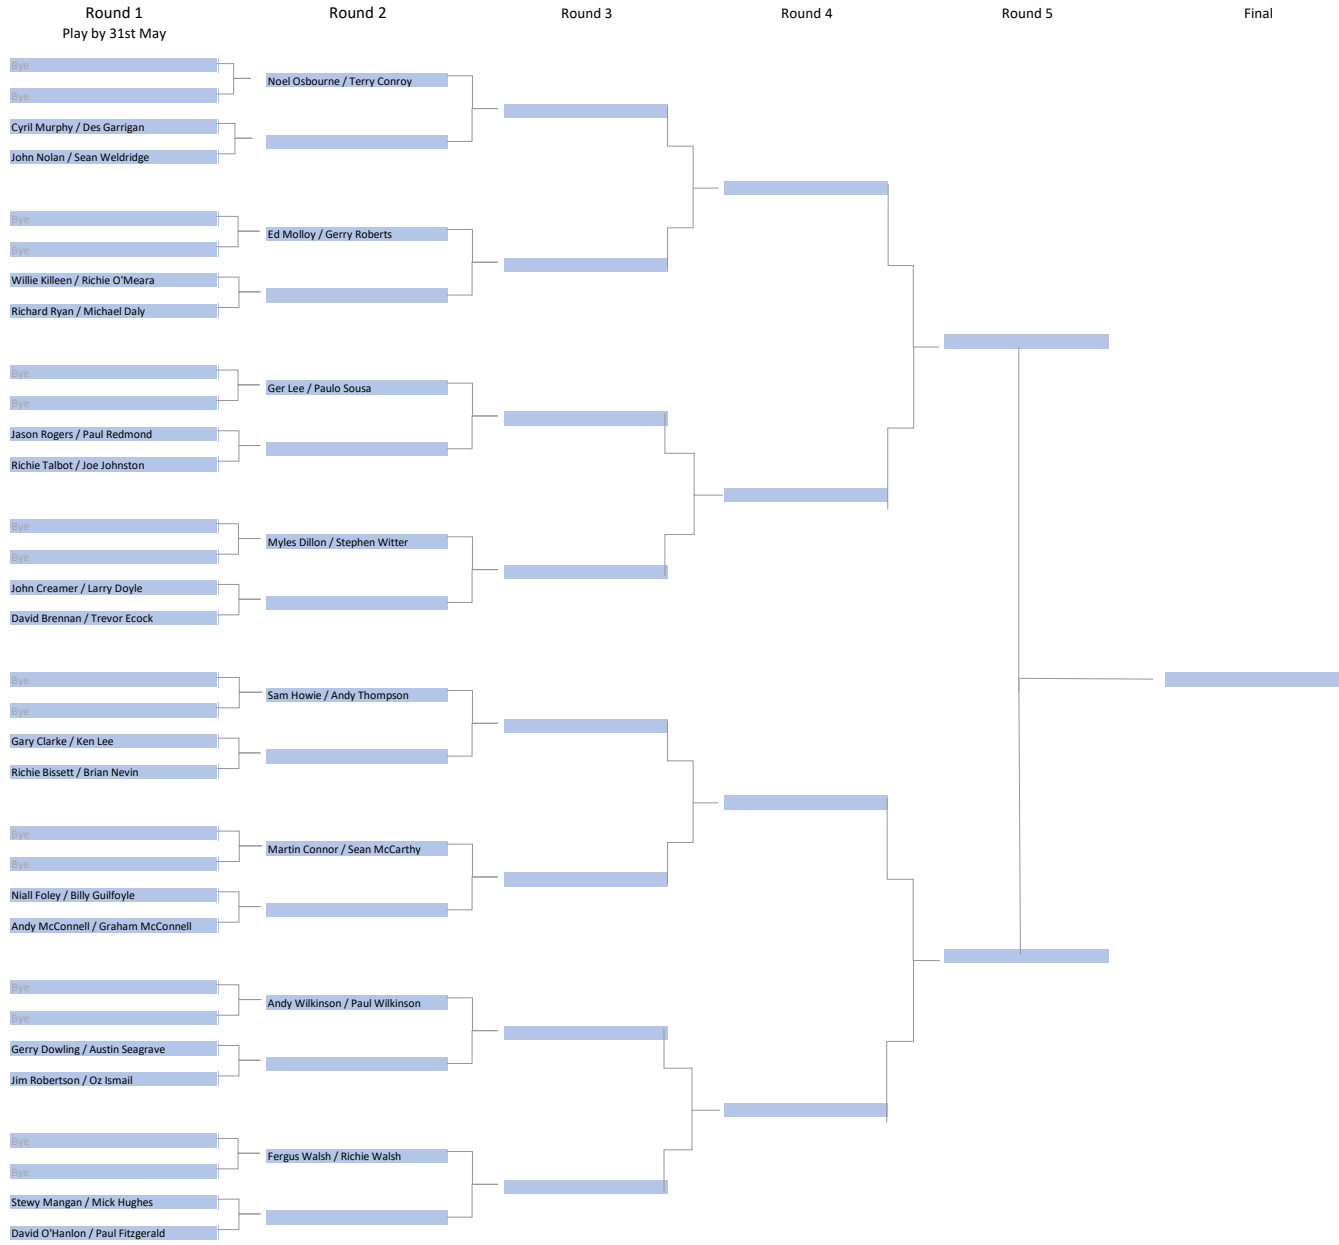 Round 1
Play by 31st May
Round 2
Round 3
Round 4
Round 5
Final
Bye
Bye
Noel Osbourne / Terry Conroy
Cyril Murphy / Des Garrigan
John Nolan / Sean Weldridge
Bye
Bye
Ed Molloy / Gerry Roberts
Willie Killeen / Richie O'Meara
Richard Ryan / Michael Daly
Bye
Bye
Ger Lee / Paulo Sousa
Jason Rogers / Paul Redmond
Richie Talbot / Joe Johnston
Bye
Bye
Myles Dillon / Stephen Witter
John Creamer / Larry Doyle
David Brennan / Trevor Ecock
Bye
Bye
Sam Howie / Andy Thompson
Gary Clarke / Ken Lee
Richie Bissett / Brian Nevin
Bye
Bye
Martin Connor / Sean McCarthy
Niall Foley / Billy Guilfoyle
Andy McConnell / Graham McConnell
Bye
Bye
Andy Wilkinson / Paul Wilkinson
Gerry Dowling / Austin Seagrave
Jim Robertson / Oz Ismail
Bye
Bye
Fergus Walsh / Richie Walsh
Stewy Mangan / Mick Hughes
David O'Hanlon / Paul Fitzgerald